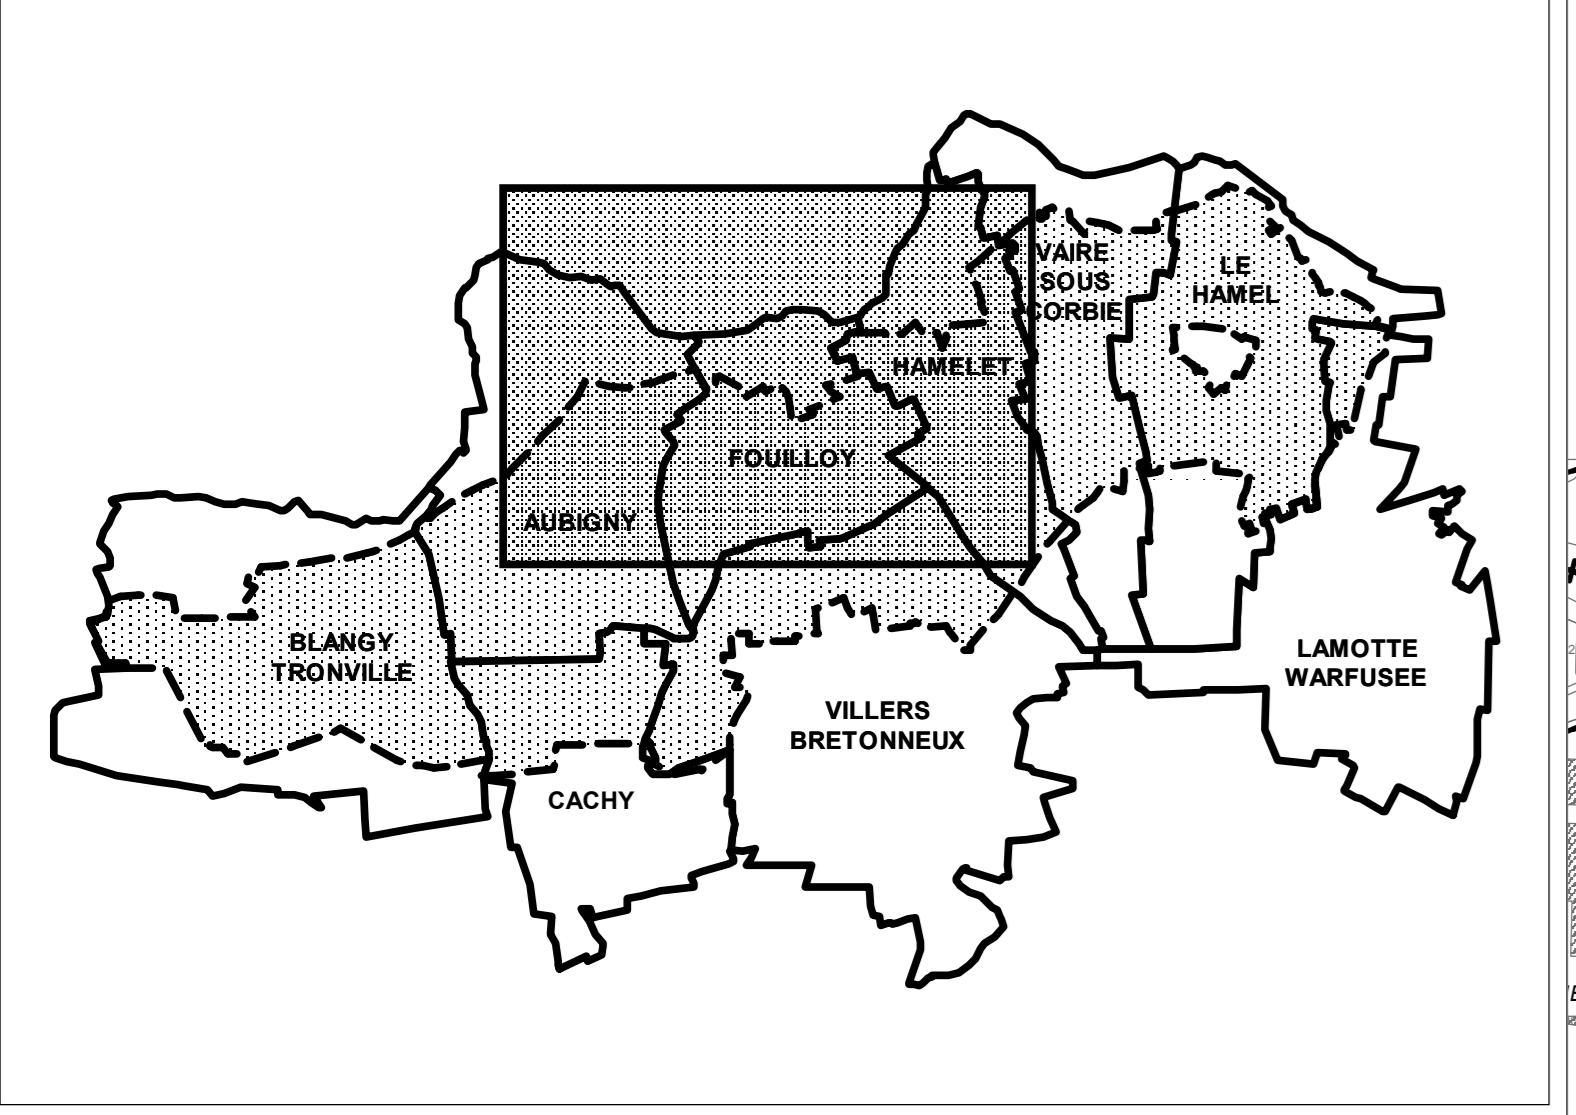 VAIRE
SOUS
CORBIE
LE
HAMEL
HAMELET
FOUILLOY
AUBIGNY
BLANGY
TRONVILLE
LAMOTTE
WARFUSEE
VILLERS
BRETONNEUX
CACHY